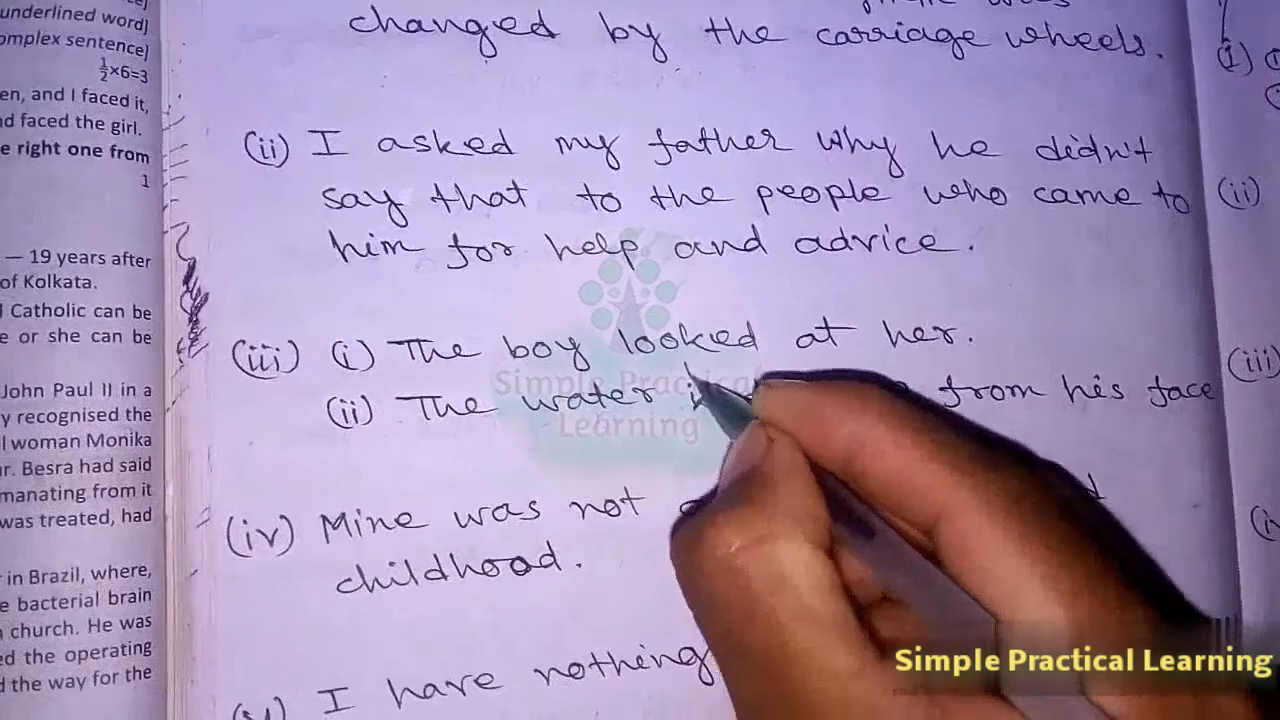 underlined word]
omplex sentence]
½×6=3
en, and I faced it,
nd faced the girl.
e right one from
1
— 19 years after
of Kolkata.
Catholic can be
e or she can be
John Paul II in a
y recognised the
l woman Monika
r. Besra had said
manating from it
was treated, had
in Brazil, where,
e bacterial brain
church. He was
ed the operating
d the way for the
changed by the carriage wheels.
(ii) I asked my father why he didn't
say that to the people who came to
him for help and advice.
(iii) (i) The boy looked at her.
(ii) The water from his face
(iv) Mine was not
childhood.
(v) I have nothing
(i)
(ii)
(iii)
Simple Practical
Learning
Simple Practical Learning